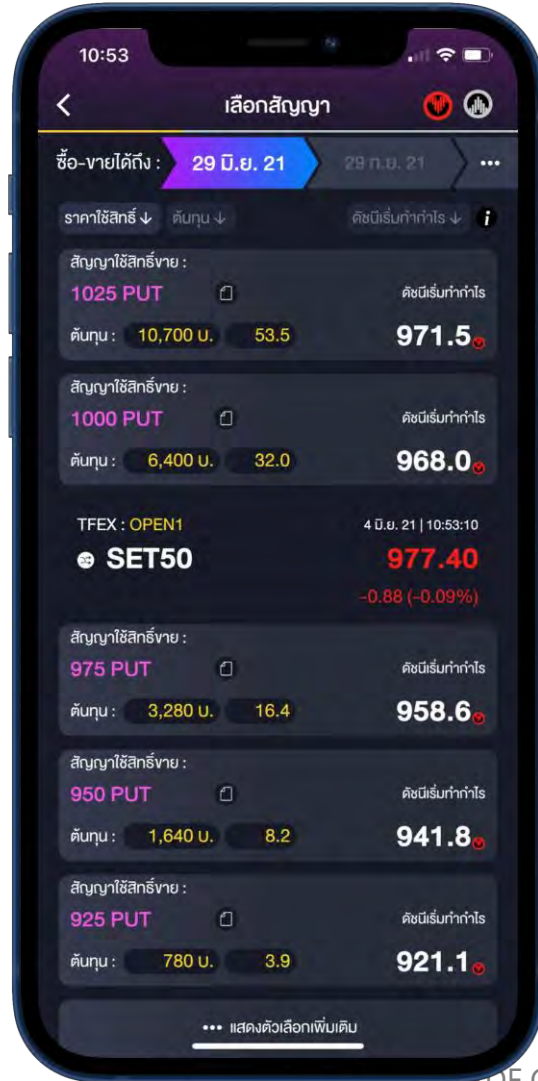 10:53
เลือกสัญญา
ซื้อ-ขายได้ถึง : 29 มิ.ย. 21 29 ก.ย. 21 •••
ราคาใช้สิทธิ์ ↓ ต้นทุน ↓ ดัชนีเริ่มทำกำไร ↓ i
สัญญาใช้สิทธิ์ขาย :
1025 PUT ดัชนีเริ่มทำกำไร
ต้นทุน : 10,700 บ. 53.5 971.5
สัญญาใช้สิทธิ์ขาย :
1000 PUT ดัชนีเริ่มทำกำไร
ต้นทุน : 6,400 บ. 32.0 968.0
TFEX : OPEN1 4 มิ.ย. 21 | 10:53:10
SET50 977.40
-0.88 (-0.09%)
สัญญาใช้สิทธิ์ขาย :
975 PUT ดัชนีเริ่มทำกำไร
ต้นทุน : 3,280 บ. 16.4 958.6
สัญญาใช้สิทธิ์ขาย :
950 PUT ดัชนีเริ่มทำกำไร
ต้นทุน : 1,640 บ. 8.2 941.8
สัญญาใช้สิทธิ์ขาย :
925 PUT ดัชนีเริ่มทำกำไร
ต้นทุน : 780 บ. 3.9 921.1
••• แสดงตัวเลือกเพิ่มเติม